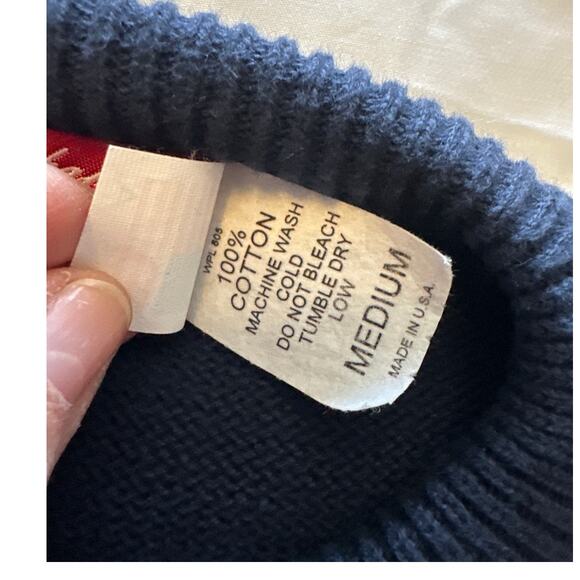 WPL 805
100%
COTTON
MACHINE WASH
COLD
DO NOT BLEACH
TUMBLE DRY
LOW
MEDIUM
MADE IN U.S.A.